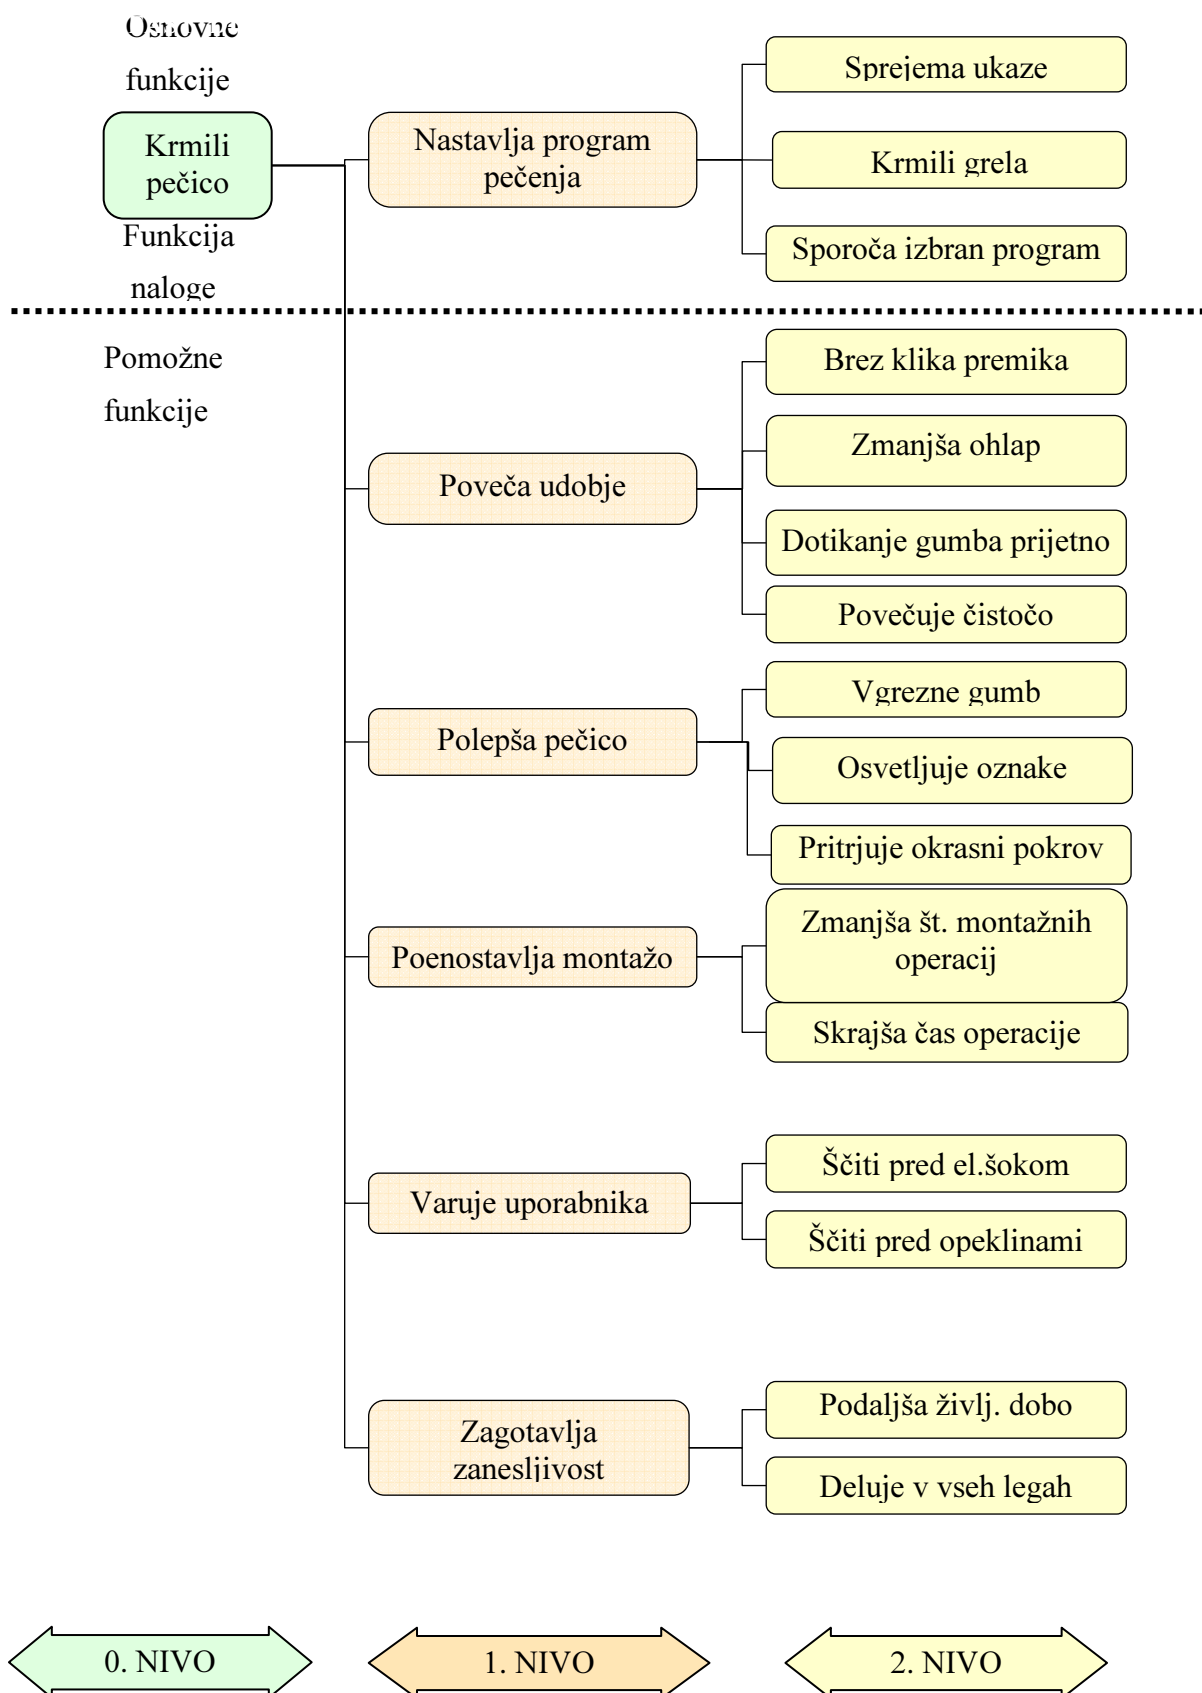 Osnovne
funkcije
Krmili
pečico
Funkcija
naloge
Nastavlja program
pečenja
Sprejema ukaze
Krmili grela
Sporoča izbran program
Pomožne
funkcije
Poveča udobje
Brez klika premika
Zmanjša ohlap
Dotikanje gumba prijetno
Povečuje čistočo
Polepša pečico
Vgrezne gumb
Osvetljuje oznake
Pritrjuje okrasni pokrov
Poenostavlja montažo
Zmanjša št. montažnih
operacij
Skrajša čas operacije
Varuje uporabnika
Ščiti pred el.šokom
Ščiti pred opeklinami
Zagotavlja
zanesljivost
Podaljša življ. dobo
Deluje v vseh legah
0. NIVO
1. NIVO
2. NIVO